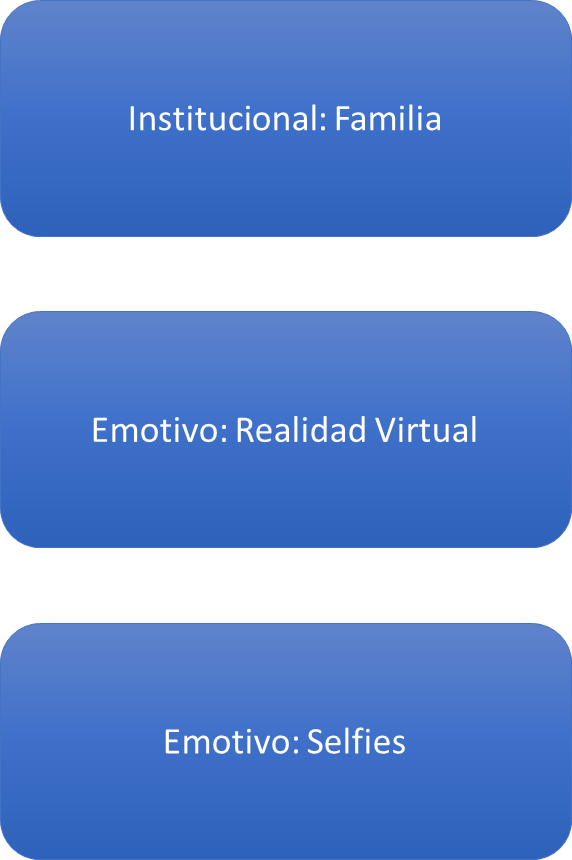 Institucional: Familia
Emotivo: Realidad Virtual
Emotivo: Selfies